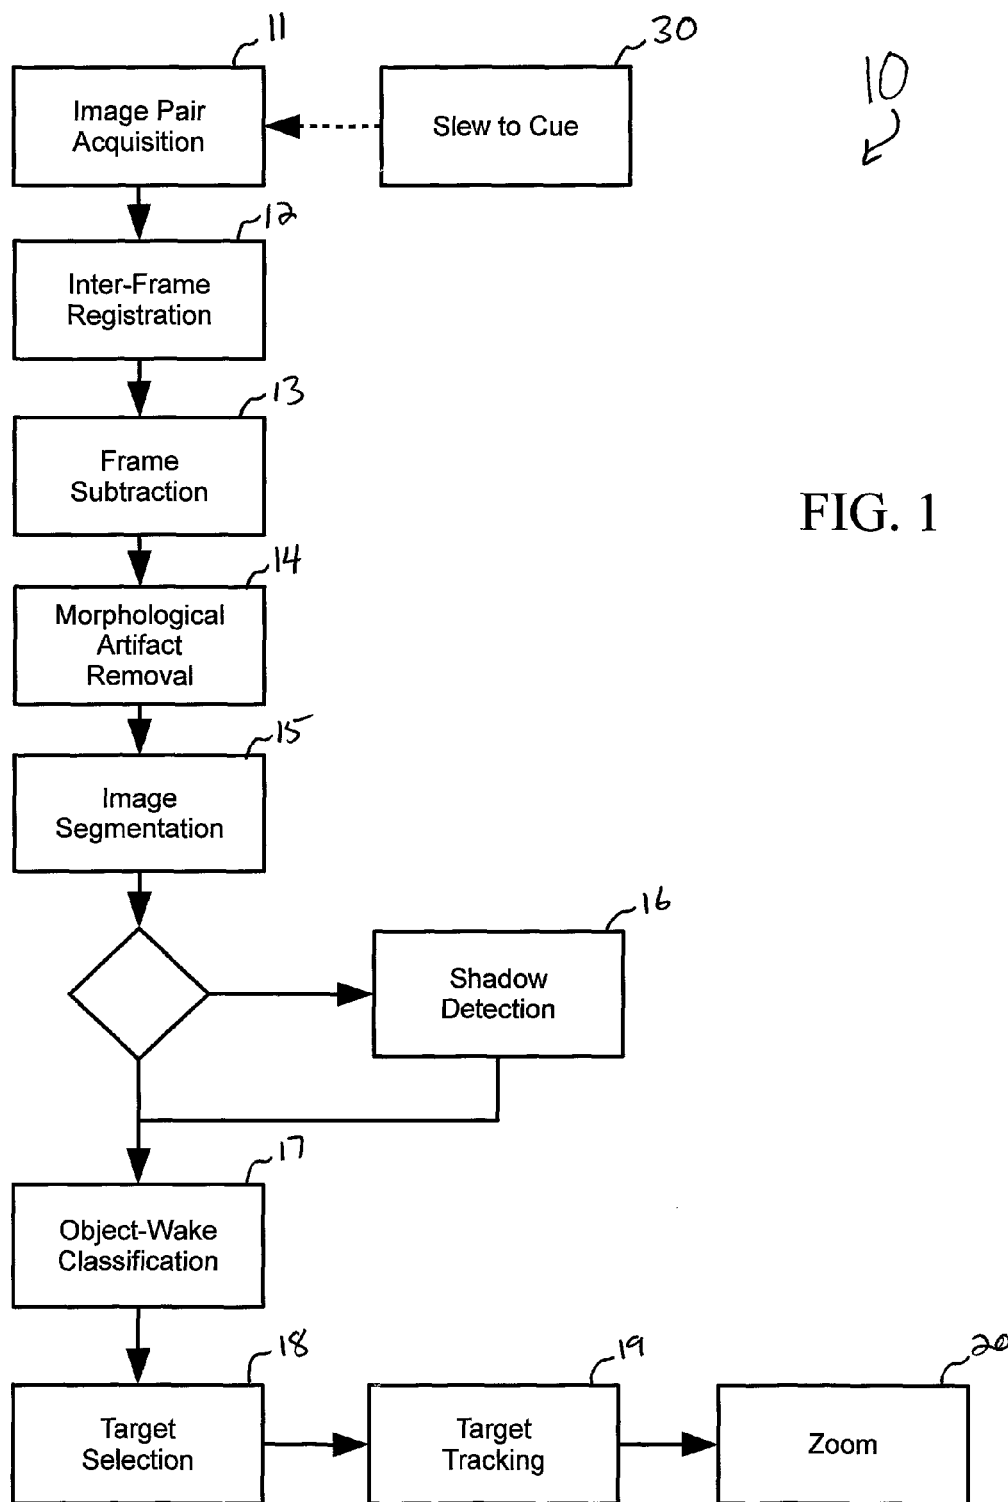 11
30
10
Image Pair
Acquisition
Slew to Cue
12
Inter-Frame
Registration
13
Frame
Subtraction
FIG. 1
14
Morphological
Artifact
Removal
15
Image
Segmentation
16
Shadow
Detection
17
Object-Wake
Classification
18
19
20
Target
Selection
Target
Tracking
Zoom